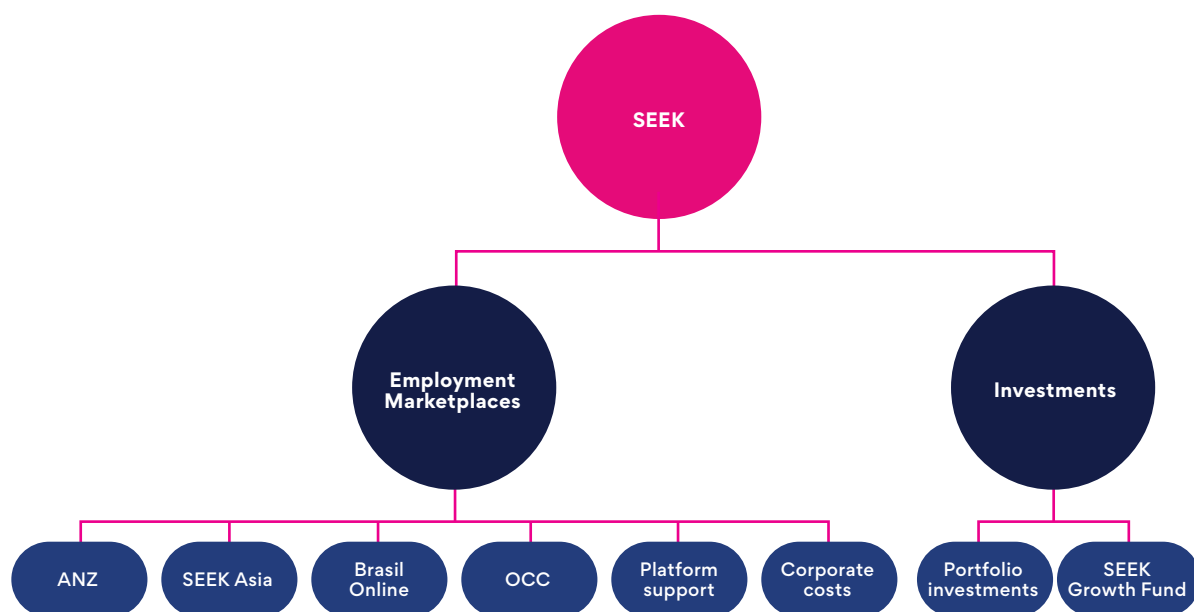 SEEK
Employment
Marketplaces
Investments
ANZ
SEEK Asia
Brasil
Online
OCC
Platform
support
Corporate
costs
Portfolio
investments
SEEK
Growth Fund